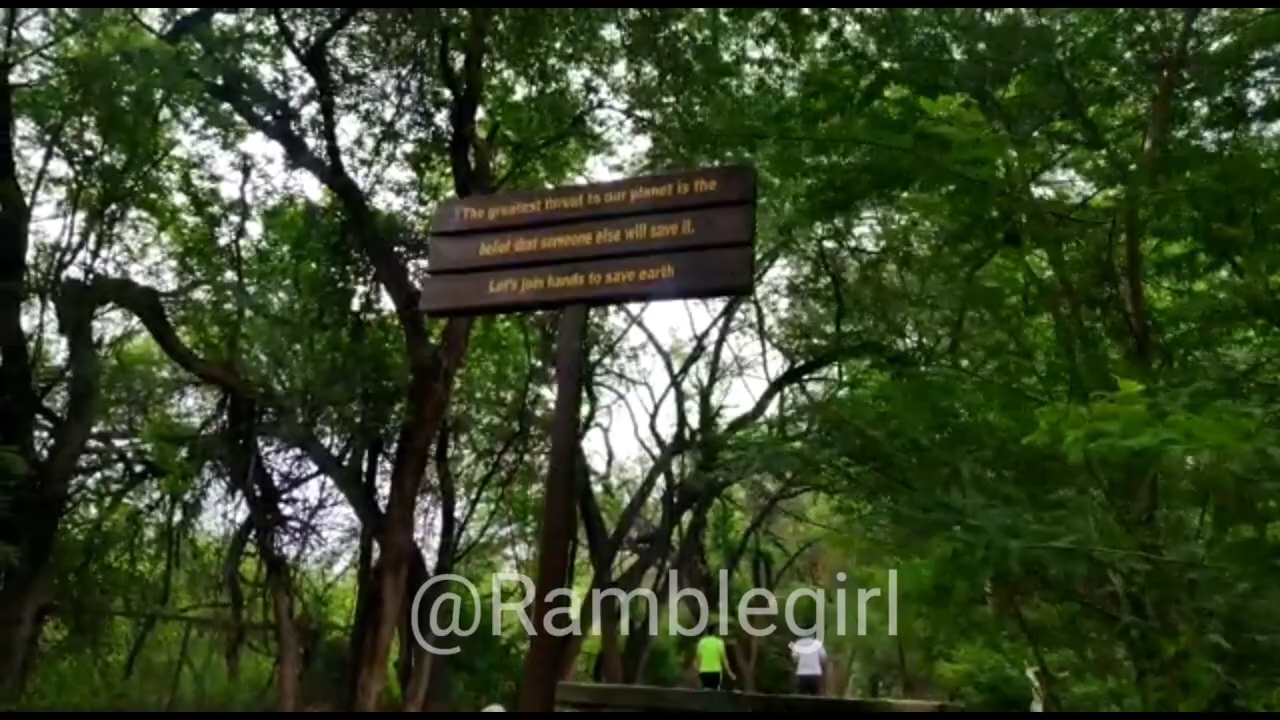 The greatest threat to our planet is the
belief that someone else will save it.
Let's join hands to save earth
@Ramblegirl